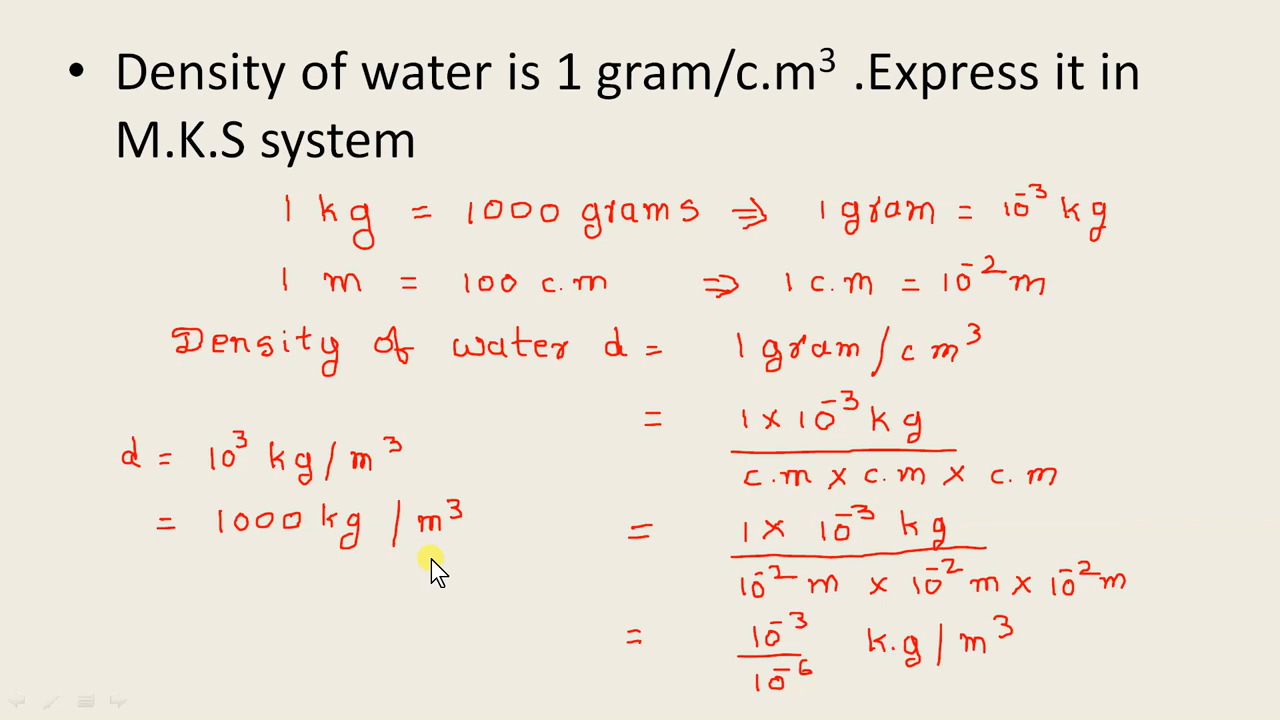 • Density of water is 1 gram/c.m³ .Express it in
M.K.S system
1 kg = 1000 grams ⇒ 1 gram = 10⁻³ kg
1 m = 100 c.m ⇒ 1 c.m = 10⁻² m
Density of water d = 1 gram/cm³
= 1 × 10⁻³ kg
c.m × c.m × c.m
= 1 × 10⁻³ kg
10⁻² m × 10⁻² m × 10⁻² m
= 10⁻³ k.g/m³
10⁻⁶
d = 10³ kg/m³
= 1000 kg/m³